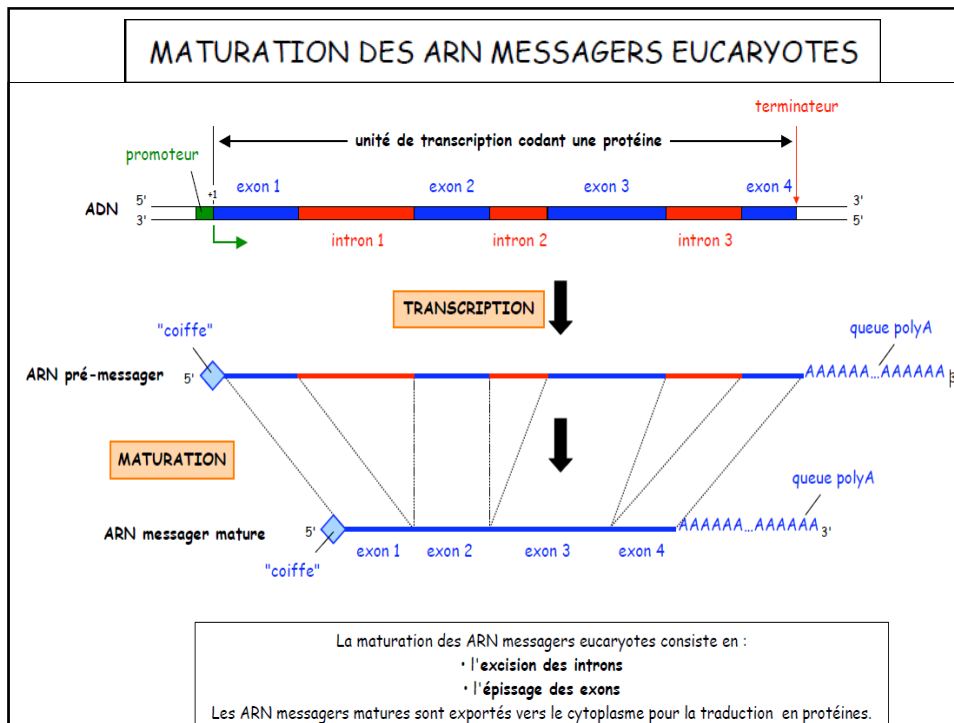 MATURATION DES ARN MESSAGERS EUCARYOTES
terminateur
unité de transcription codant une protéine
promoteur
+1
exon 1
exon 2
exon 3
exon 4
ADN
5'
3'
3'
5'
intron 1
intron 2
intron 3
TRANSCRIPTION
"coiffe"
queue polyA
ARN pré-messager
5'
AAAAAA...AAAAAA
3'
MATURATION
queue polyA
ARN messager mature
5'
AAAAAA...AAAAAA
3'
exon 1
exon 2
exon 3
exon 4
"coiffe"
La maturation des ARN messagers eucaryotes consiste en :
• l'excision des introns
• l'épissage des exons
Les ARN messagers matures sont exportés vers le cytoplasme pour la traduction en protéines.